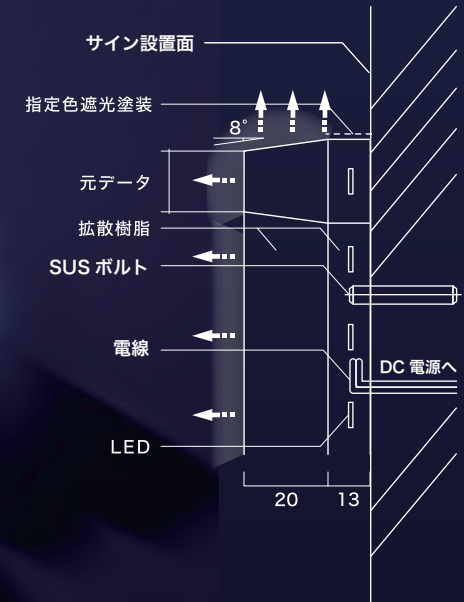 サイン設置面
指定色遮光塗装
8°
元データ
拡散樹脂
SUS ボルト
電線
DC 電源へ
LED
20
13